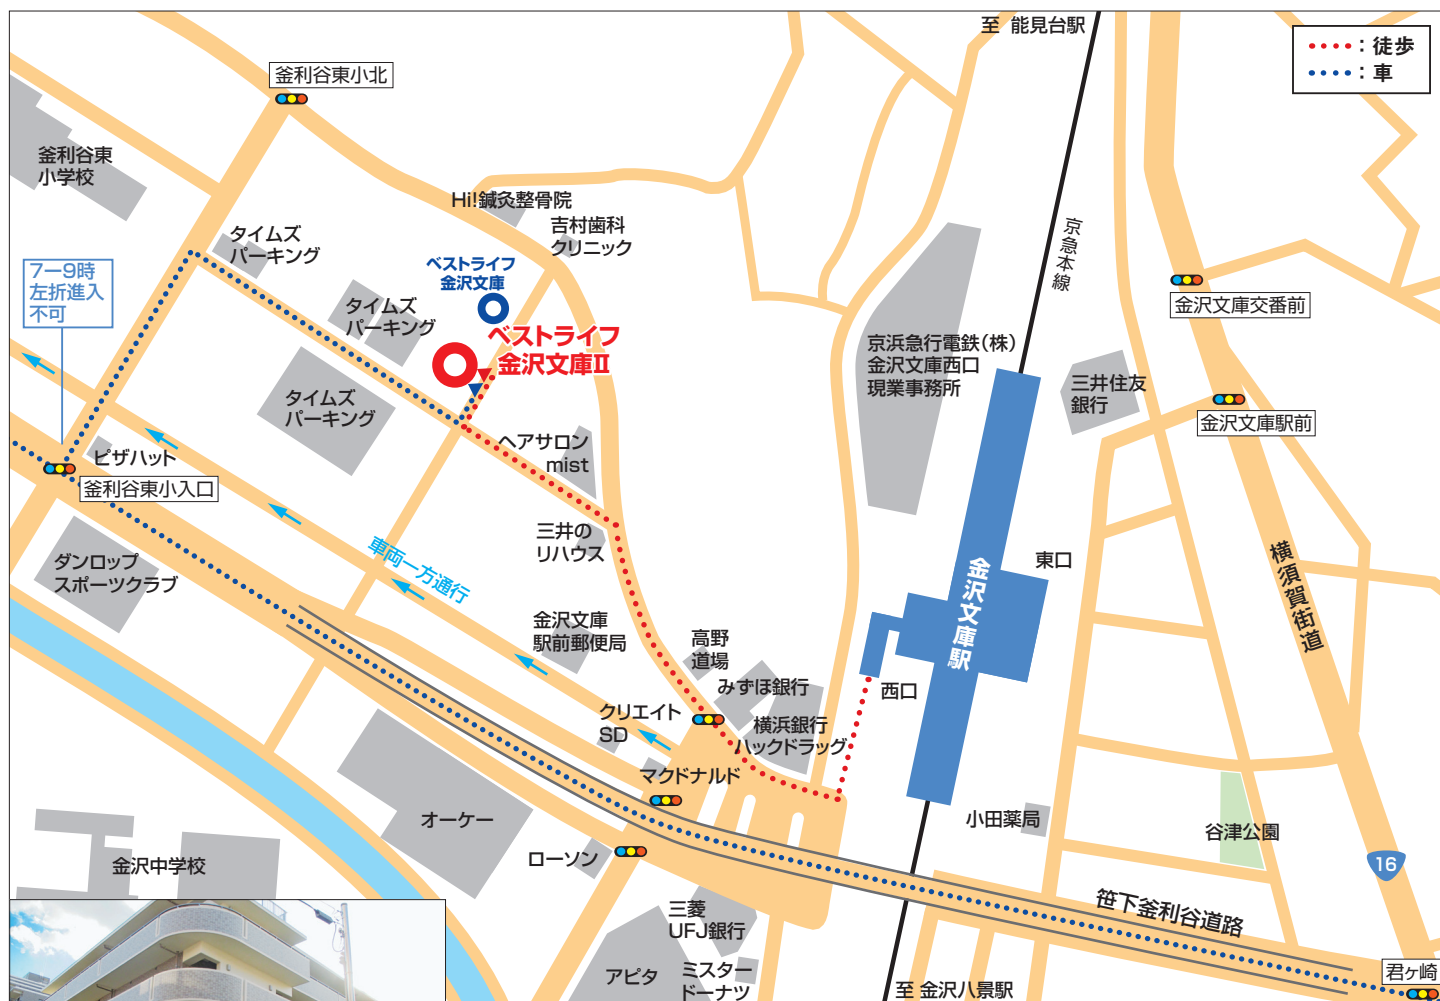 至 能見台駅
：徒歩
：車
釜利谷東小北
釜利谷東
小学校
Hi!鍼灸整骨院
吉村歯科
クリニック
タイムズ
パーキング
ベストライフ
金沢文庫
7ー9時
左折進入
不可
タイムズ
パーキング
ベストライフ
金沢文庫Ⅱ
京急本線
金沢文庫交番前
京浜急行電鉄(株)
金沢文庫西口
現業事務所
三井住友
銀行
金沢文庫駅前
タイムズ
パーキング
ヘアサロン
mist
ピザハット
釜利谷東小入口
三井の
リハウス
ダンロップ
スポーツクラブ
車両一方通行
金沢文庫駅
東口
横須賀街道
金沢文庫
駅前郵便局
高野
道場
みずほ銀行
西口
クリエイト
SD
横浜銀行
ハックドラッグ
マクドナルド
オーケー
小田薬局
谷津公園
ローソン
金沢中学校
16
三菱
UFJ銀行
笹下釜利谷道路
アピタ
ミスター
ドーナツ
至 金沢八景駅
君ヶ崎